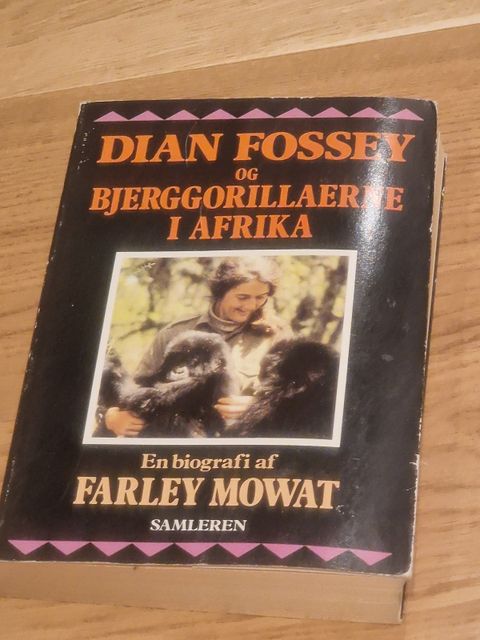 DIAN FOSSEY
OG
BJERGGORILLAERNE
I AFRIKA
En biografi af
FARLEY MOWAT
SAMLEREN